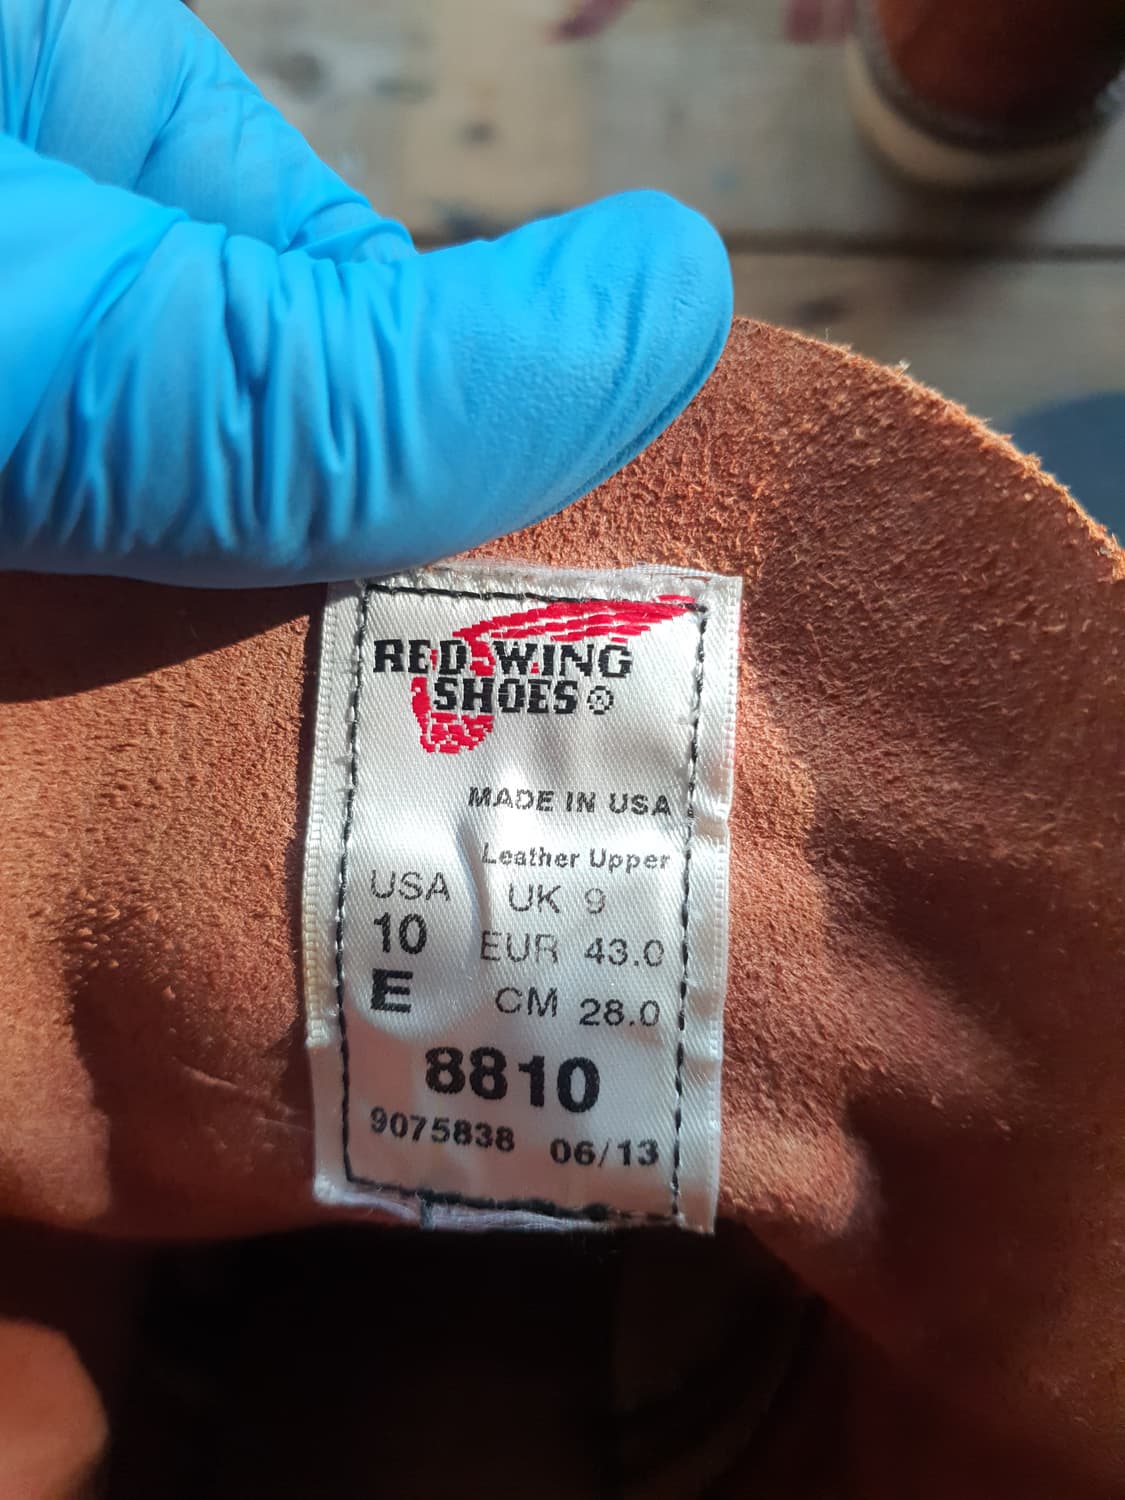 RED WING
SHOES®
MADE IN USA
Leather Upper
USA UK 9
10 EUR 43.0
E CM 28.0
8810
9075838 06/13